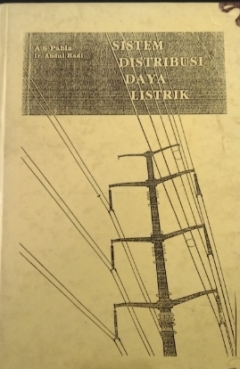 A S Pabla
Ir. Abdul Hadi
SISTEM
DISTRIBUSI
DAYA
LISTRIK